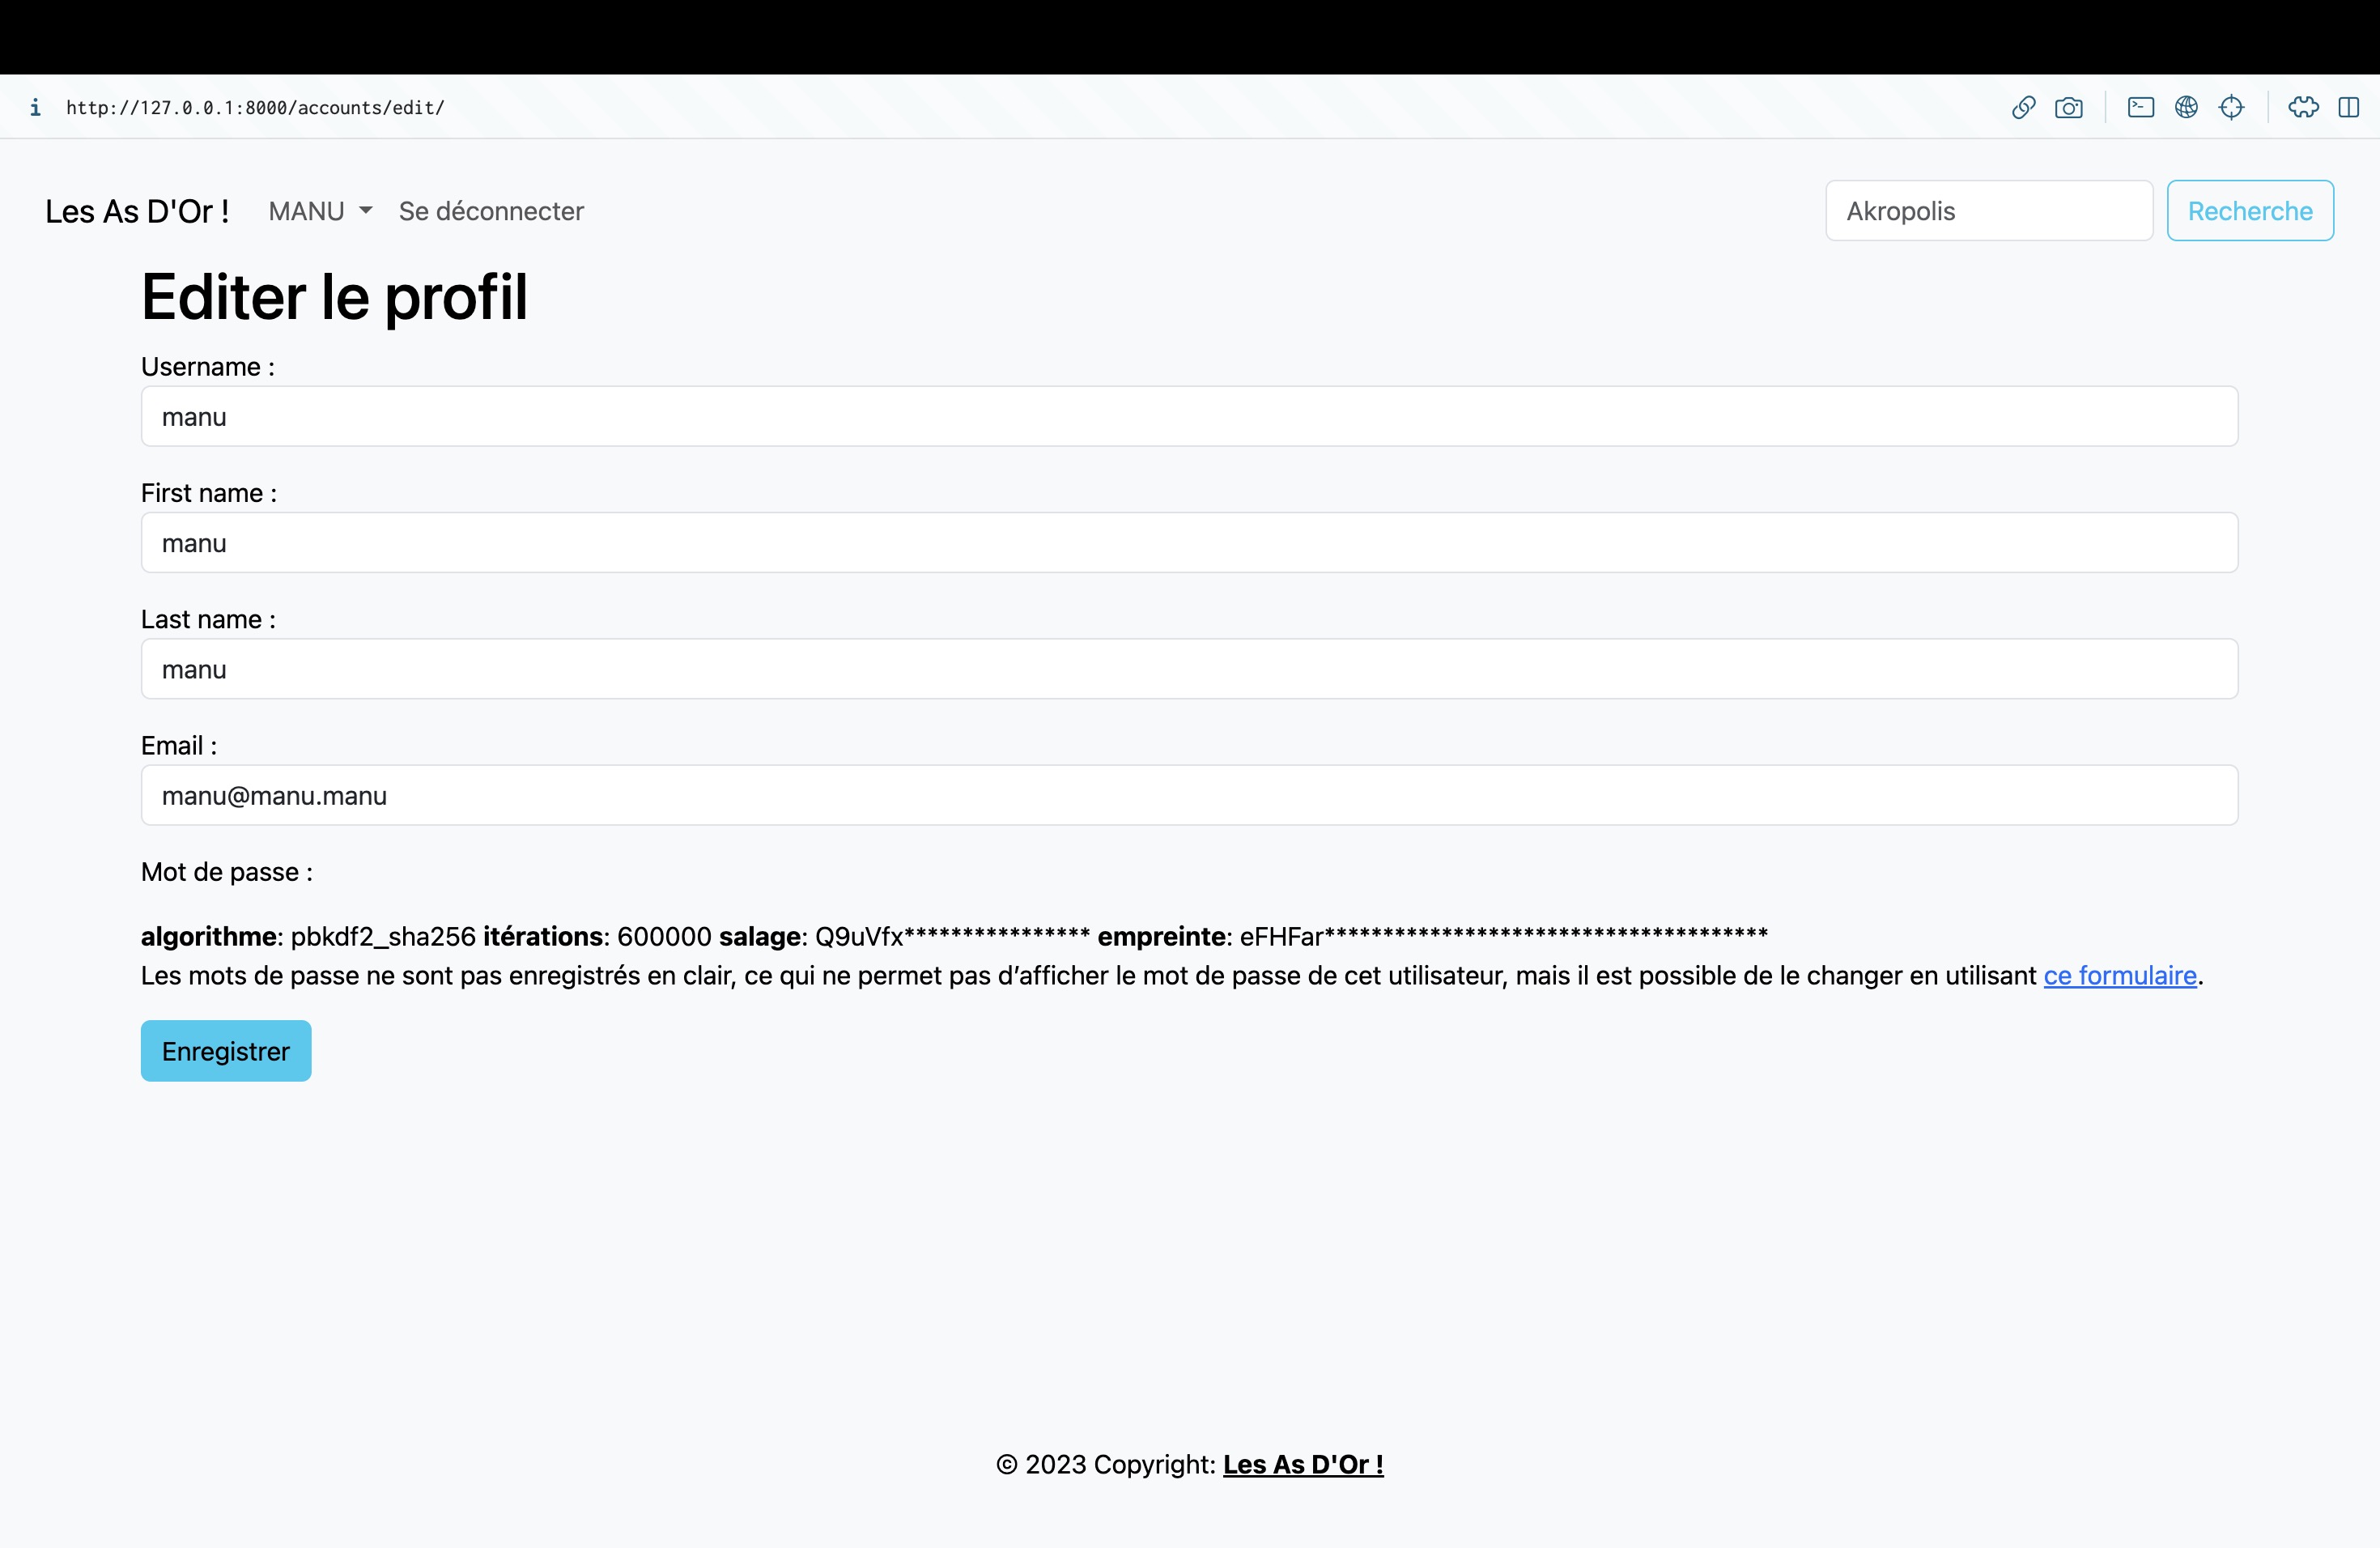 http://127.0.0.1:8000/accounts/edit/
Les As D'Or ! MANU Se déconnecter Akropolis Recherche
Editer le profil
Username :
manu
First name :
manu
Last name :
manu
Email :
manu@manu.manu
Mot de passe :
algorithme: pbkdf2_sha256 itérations: 600000 salage: Q9uVfx**************** empreinte: eFHFar**************************************
Les mots de passe ne sont pas enregistrés en clair, ce qui ne permet pas d’afficher le mot de passe de cet utilisateur, mais il est possible de le changer en utilisant ce formulaire.
Enregistrer
© 2023 Copyright: Les As D'Or !